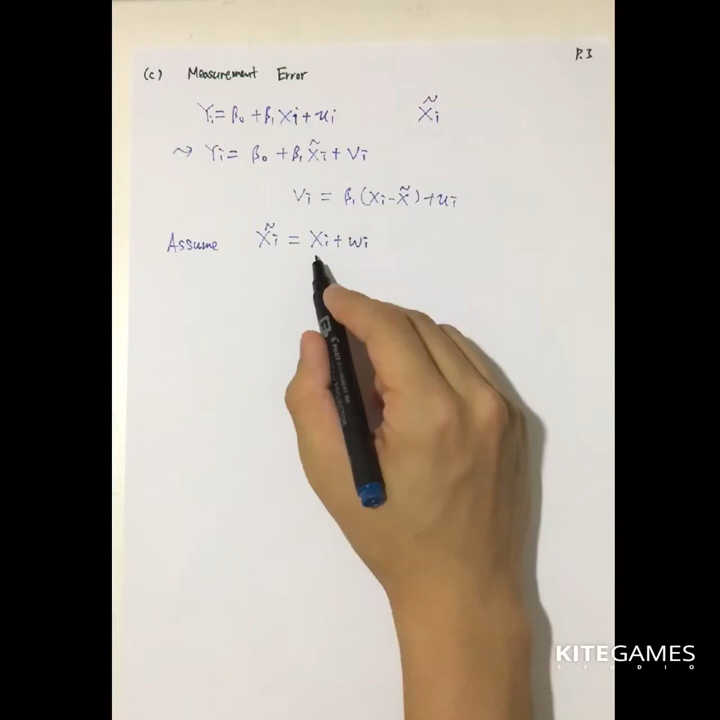 P.3
(c) Measurement Error
Yi = β₀ + β₁Xi + ui X̃i
⤳ Yi = β₀ + β₁X̃i + Vi
Vi = β₁(Xi - X̃) + ui
Assume X̃i = Xi + wi
KITEGAMES
STUDIO